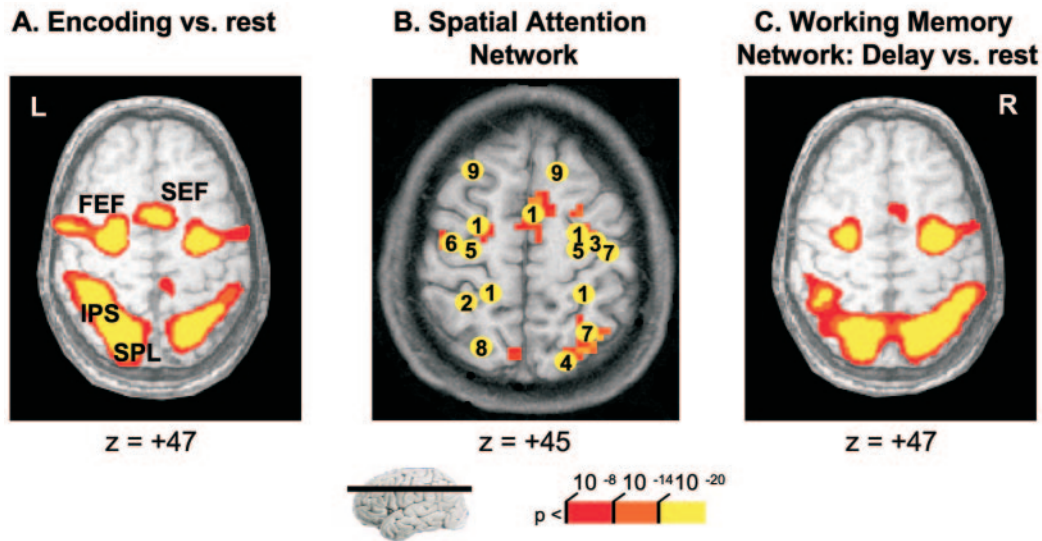 A. Encoding vs. rest
B. Spatial Attention
Network
C. Working Memory
Network: Delay vs. rest
L
FEF
SEF
IPS
SPL
9
9
1
1
1
6
5
5
3
7
2
1
1
7
8
4
R
z = +47
z = +45
z = +47
10 -8 10 -14 10 -20
p <